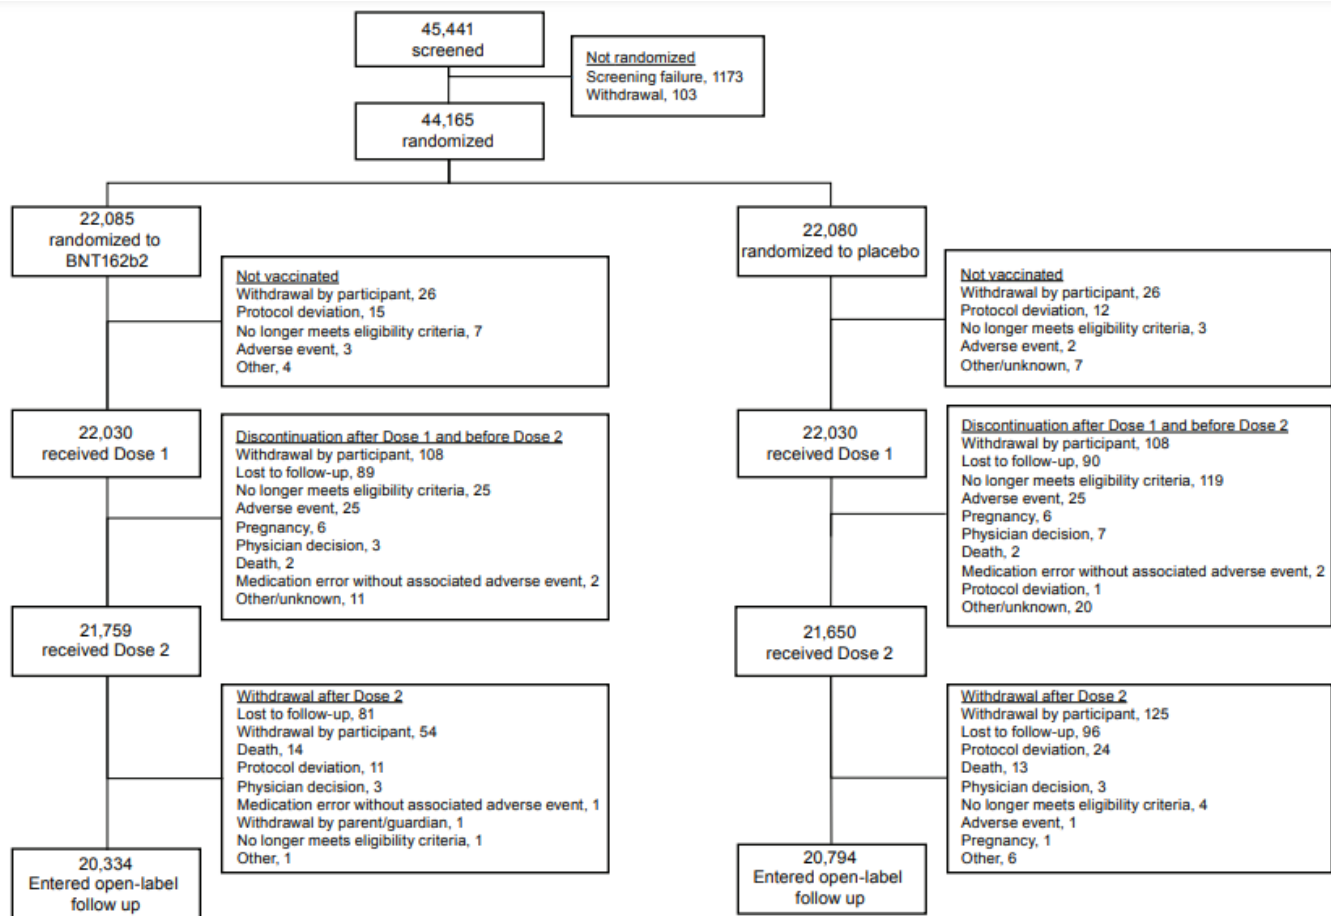 45,441
screened
Not randomized
Screening failure, 1173
Withdrawal, 103
44,165
randomized
22,085
randomized to
BNT162b2
Not vaccinated
Withdrawal by participant, 26
Protocol deviation, 15
No longer meets eligibility criteria, 7
Adverse event, 3
Other, 4
22,030
received Dose 1
Discontinuation after Dose 1 and before Dose 2
Withdrawal by participant, 108
Lost to follow-up, 89
No longer meets eligibility criteria, 25
Adverse event, 25
Pregnancy, 6
Physician decision, 3
Death, 2
Medication error without associated adverse event, 2
Other/unknown, 11
21,759
received Dose 2
Withdrawal after Dose 2
Lost to follow-up, 81
Withdrawal by participant, 54
Death, 14
Protocol deviation, 11
Physician decision, 3
Medication error without associated adverse event, 1
Withdrawal by parent/guardian, 1
No longer meets eligibility criteria, 1
Other, 1
20,334
Entered open-label
follow up
22,080
randomized to placebo
Not vaccinated
Withdrawal by participant, 26
Protocol deviation, 12
No longer meets eligibility criteria, 3
Adverse event, 2
Other/unknown, 7
22,030
received Dose 1
Discontinuation after Dose 1 and before Dose 2
Withdrawal by participant, 108
Lost to follow-up, 90
No longer meets eligibility criteria, 119
Adverse event, 25
Pregnancy, 6
Physician decision, 7
Death, 2
Medication error without associated adverse event, 2
Protocol deviation, 1
Other/unknown, 20
21,650
received Dose 2
Withdrawal after Dose 2
Withdrawal by participant, 125
Lost to follow-up, 96
Protocol deviation, 24
Death, 13
Physician decision, 3
No longer meets eligibility criteria, 4
Adverse event, 1
Pregnancy, 1
Other, 6
20,794
Entered open-label
follow up